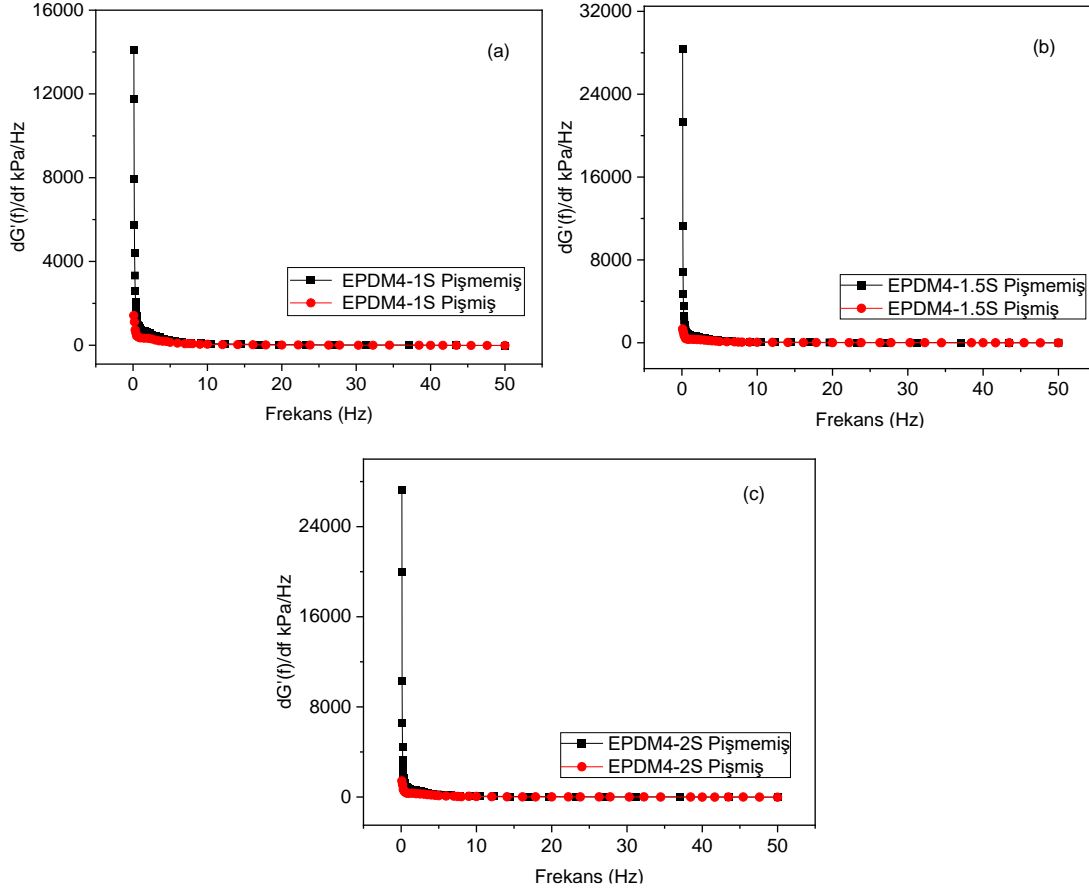 (a)
16000
12000
8000
4000
0
dG'(f)/df kPa/Hz
EPDM4-1S Pişmemiş
EPDM4-1S Pişmiş
0 10 20 30 40 50
Frekans (Hz)
(b)
32000
24000
16000
8000
0
dG'(f)/df kPa/Hz
EPDM4-1.5S Pişmemiş
EPDM4-1.5S Pişmiş
0 10 20 30 40 50
Frekans (Hz)
(c)
24000
16000
8000
0
dG'(f)/df kPa/Hz
EPDM4-2S Pişmemiş
EPDM4-2S Pişmiş
0 10 20 30 40 50
Frekans (Hz)